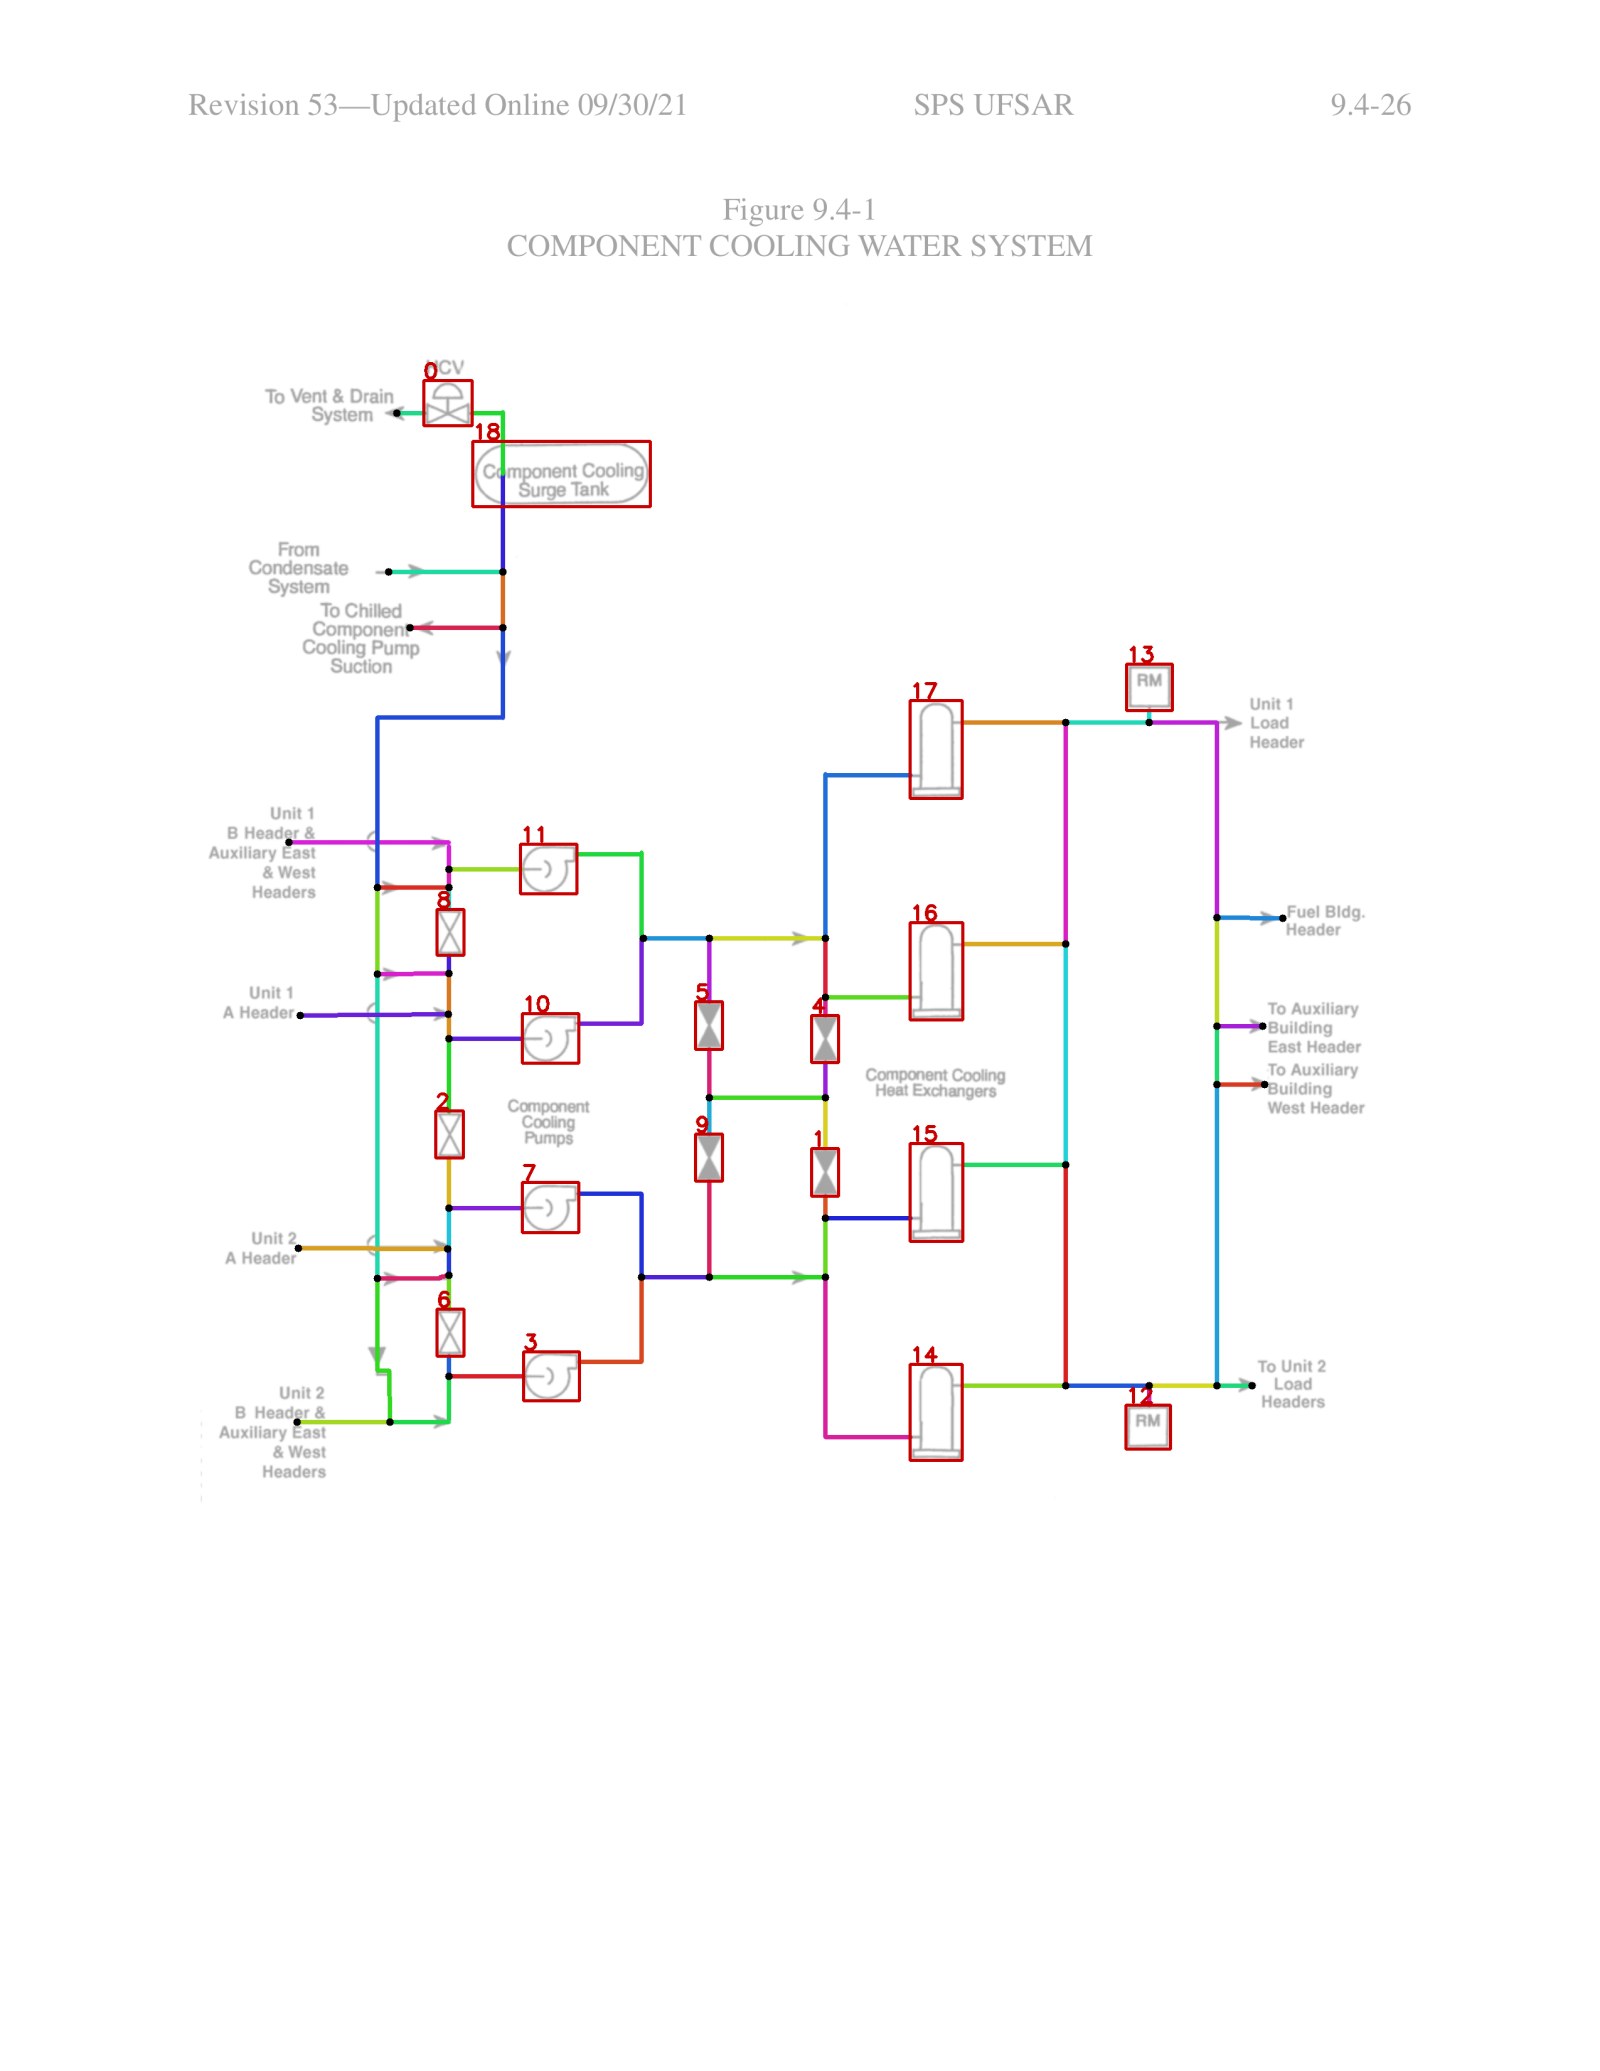 Revision 53—Updated Online 09/30/21 SPS UFSAR 9.4-26
Figure 9.4-1
COMPONENT COOLING WATER SYSTEM
0
To Vent & Drain
System
18
Component Cooling
Surge Tank
From
Condensate
System
To Chilled
Component
Cooling Pump
Suction
13
RM
17
Unit 1
Load
Header
Unit 1
B Header &
Auxiliary East
& West
Headers
11
8
16
Fuel Bldg.
Header
Unit 1
A Header
10
5
4
To Auxiliary
Building
East Header
To Auxiliary
Building
West Header
Component Cooling
Heat Exchangers
2
Component
Cooling
Pumps
9
1
15
7
Unit 2
A Header
6
3
14
To Unit 2
Load
Headers
12
RM
Unit 2
B Header &
Auxiliary East
& West
Headers